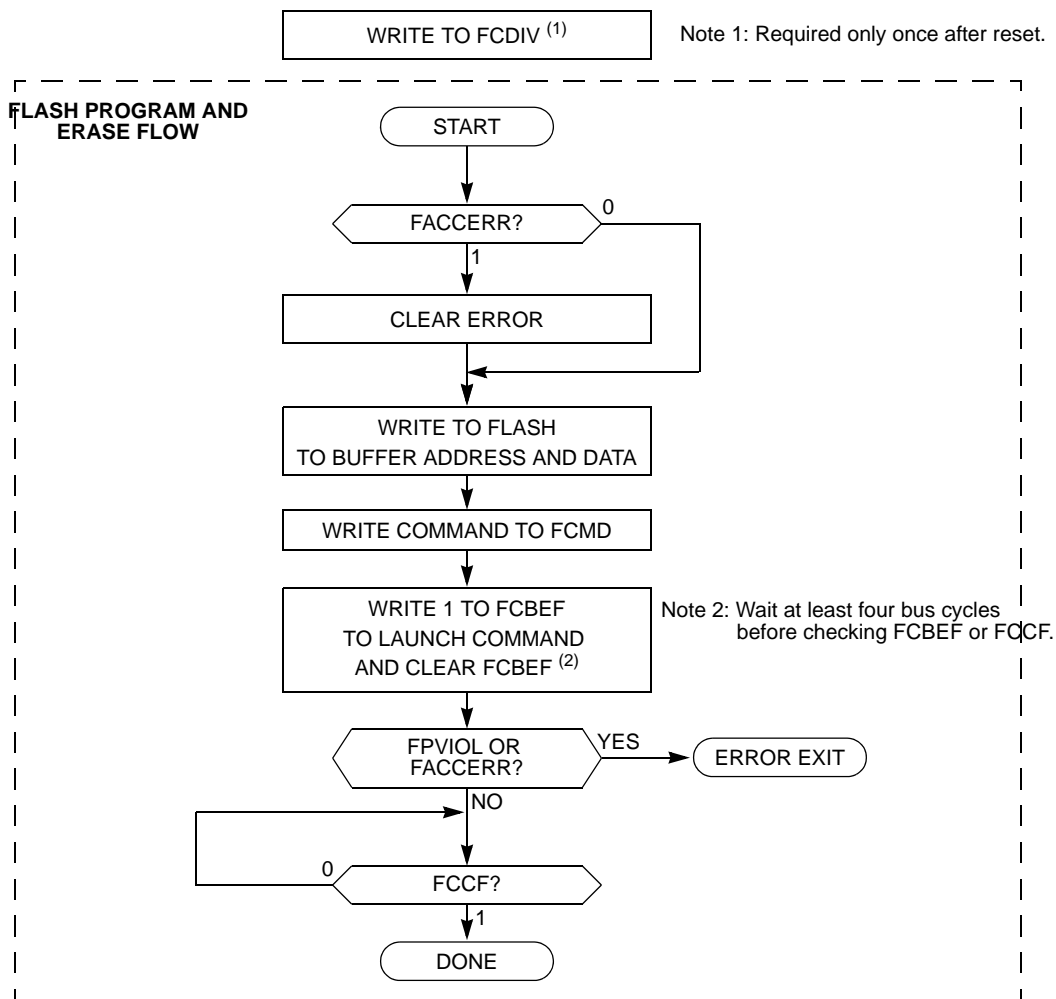 WRITE TO FCDIV (1)
Note 1: Required only once after reset.
FLASH PROGRAM AND
ERASE FLOW
START
FACCERR?
0
1
CLEAR ERROR
WRITE TO FLASH
TO BUFFER ADDRESS AND DATA
WRITE COMMAND TO FCMD
WRITE 1 TO FCBEF
TO LAUNCH COMMAND
AND CLEAR FCBEF (2)
Note 2: Wait at least four bus cycles
before checking FCBEF or FCCF.
FPVIOL OR
FACCERR?
YES
ERROR EXIT
NO
0
FCCF?
1
DONE